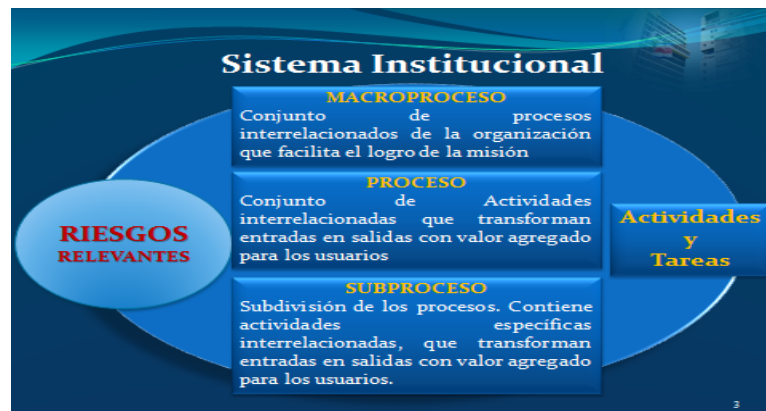 Sistema Institucional
MACROPROCESO
Conjunto de procesos
interrelacionados de la organización
que facilita el logro de la misión
PROCESO
Conjunto de Actividades
interrelacionadas que transforman
entradas en salidas con valor agregado
para los usuarios
SUBPROCESO
Subdivisión de los procesos. Contiene
actividades específicas
interrelacionadas, que transforman
entradas en salidas con valor agregado
para los usuarios.
RIESGOS
RELEVANTES
Actividades
y
Tareas
3